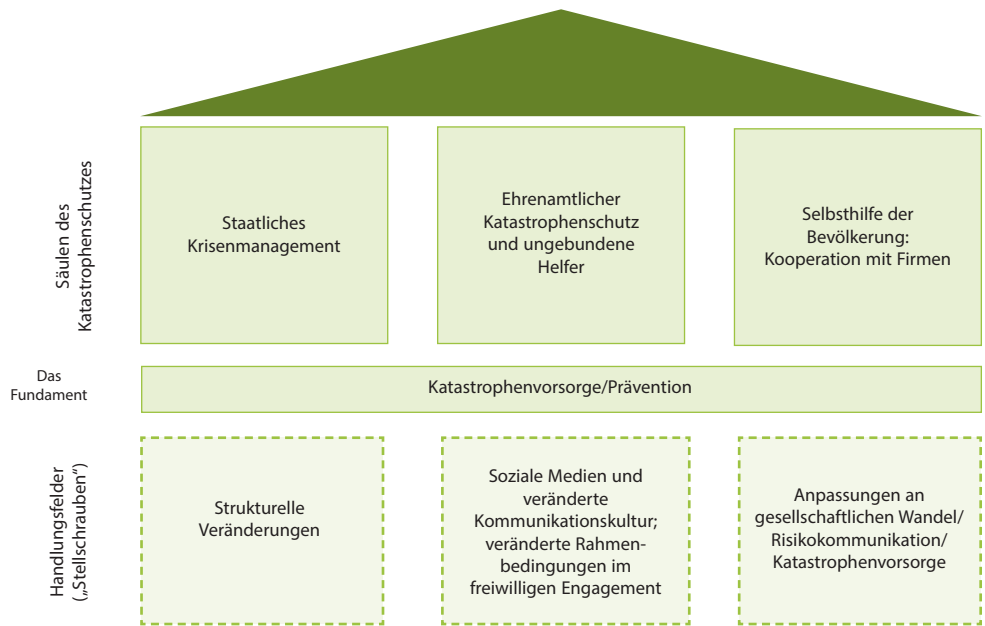 Säulen des
Katastrophenschutzes
Staatliches
Krisenmanagement
Ehrenamtlicher
Katastrophenschutz
und ungebundene
Helfer
Selbsthilfe der
Bevölkerung:
Kooperation mit Firmen
Das
Fundament
Katastrophenvorsorge/Prävention
Handlungsfelder
(„Stellschrauben“)
Strukturelle
Veränderungen
Soziale Medien und
veränderte
Kommunikationskultur;
veränderte Rahmen-
bedingungen im
freiwilligen Engagement
Anpassungen an
gesellschaftlichen Wandel/
Risikokommunikation/
Katastrophenvorsorge